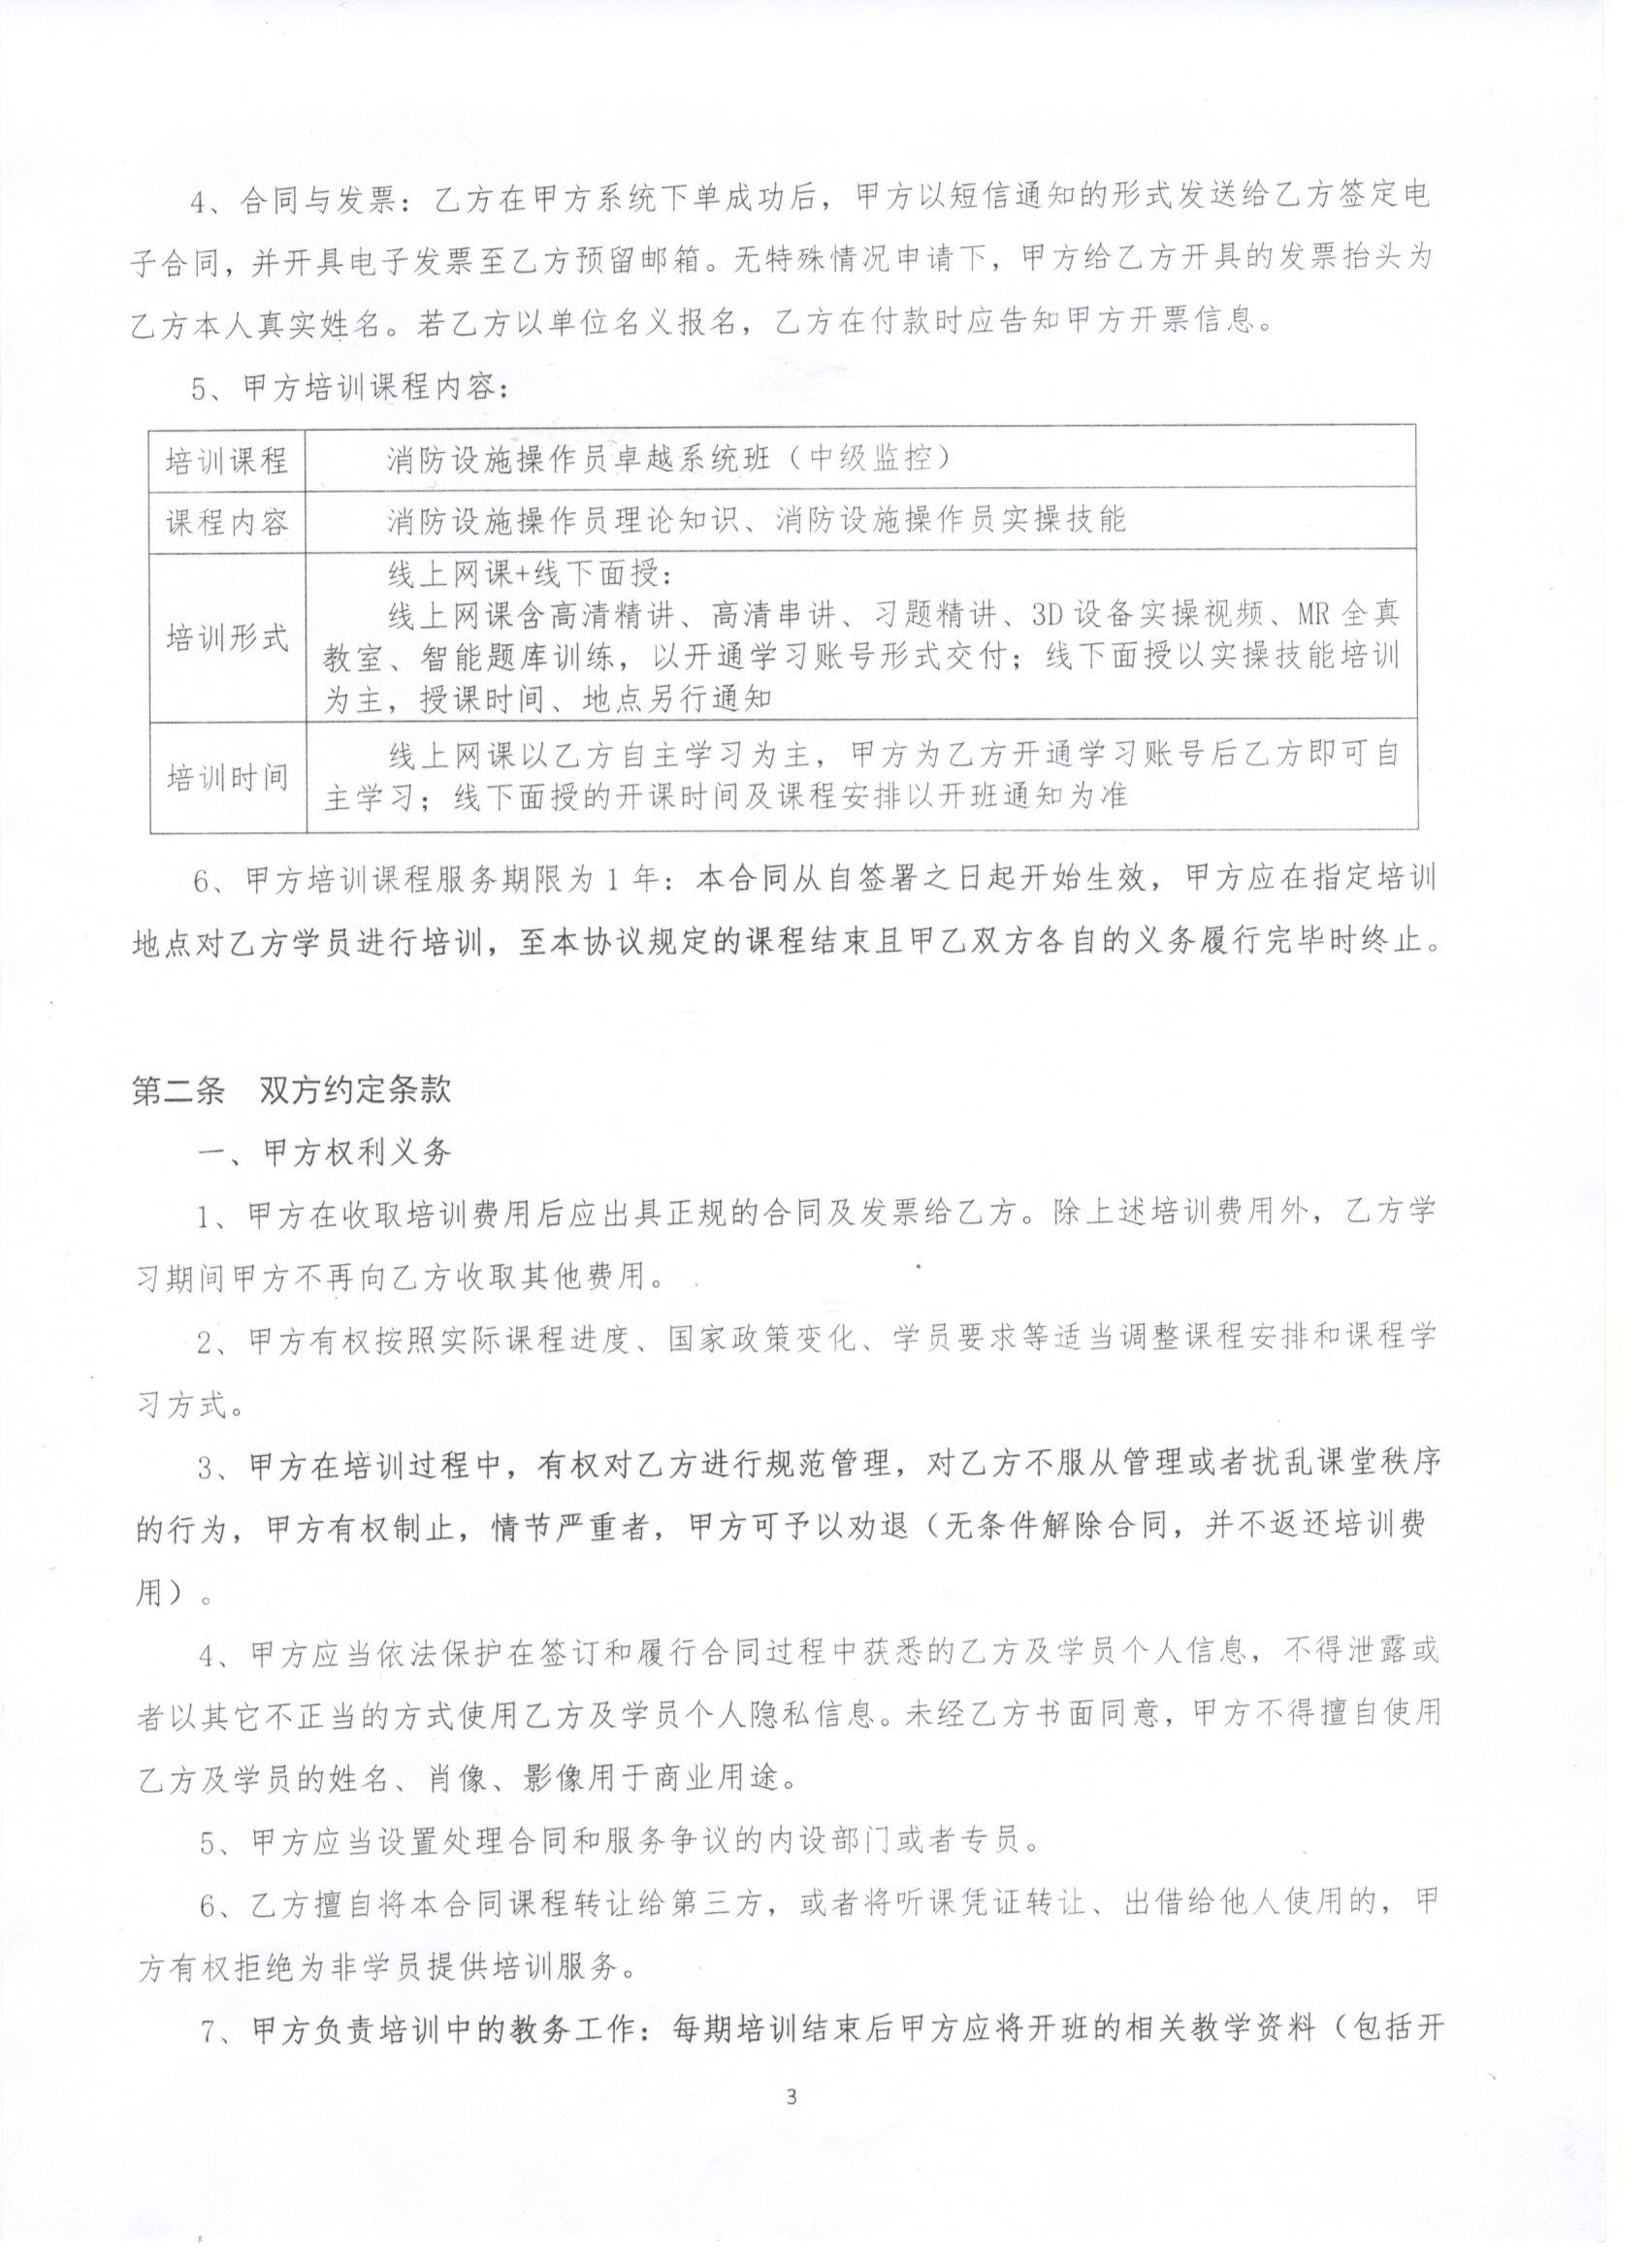 4、合同与发票：乙方在甲方系统下单成功后，甲方以短信通知的形式发送给乙方签定电
子合同，并开具电子发票至乙方预留邮箱。无特殊情况申请下，甲方给乙方开具的发票抬头为
乙方本人真实姓名。若乙方以单位名义报名，乙方在付款时应告知甲方开票信息。
5、甲方培训课程内容：
培训课程 消防设施操作员卓越系统班（中级监控）
课程内容 消防设施操作员理论知识、消防设施操作员实操技能
培训形式
线上网课+线下面授：
线上网课含高清精讲、高清串讲、习题精讲、3D 设备实操视频、MR 全真
教室、智能题库训练，以开通学习账号形式交付；线下面授以实操技能培训
为主，授课时间、地点另行通知
培训时间
线上网课以乙方自主学习为主，甲方为乙方开通学习账号后乙方即可自
主学习；线下面授的开课时间及课程安排以开班通知为准
6、甲方培训课程服务期限为 1 年：本合同从自签署之日起开始生效，甲方应在指定培训
地点对乙方学员进行培训，至本协议规定的课程结束且甲乙双方各自的义务履行完毕时终止。
第二条 双方约定条款
一、甲方权利义务
1、甲方在收取培训费用后应出具正规的合同及发票给乙方。除上述培训费用外，乙方学
习期间甲方不再向乙方收取其他费用。
2、甲方有权按照实际课程进度、国家政策变化、学员要求等适当调整课程安排和课程学
习方式。
3、甲方在培训过程中，有权对乙方进行规范管理，对乙方不服从管理或者扰乱课堂秩序
的行为，甲方有权制止，情节严重者，甲方可予以劝退（无条件解除合同，并不返还培训费
用）。
4、甲方应当依法保护在签订和履行合同过程中获悉的乙方及学员个人信息，不得泄露或
者以其它不正当的方式使用乙方及学员个人隐私信息。未经乙方书面同意，甲方不得擅自使用
乙方及学员的姓名、肖像、影像用于商业用途。
5、甲方应当设置处理合同和服务争议的内设部门或者专员。
6、乙方擅自将本合同课程转让给第三方，或者将听课凭证转让、出借给他人使用的，甲
方有权拒绝为非学员提供培训服务。
7、甲方负责培训中的教务工作：每期培训结束后甲方应将开班的相关教学资料（包括开
3